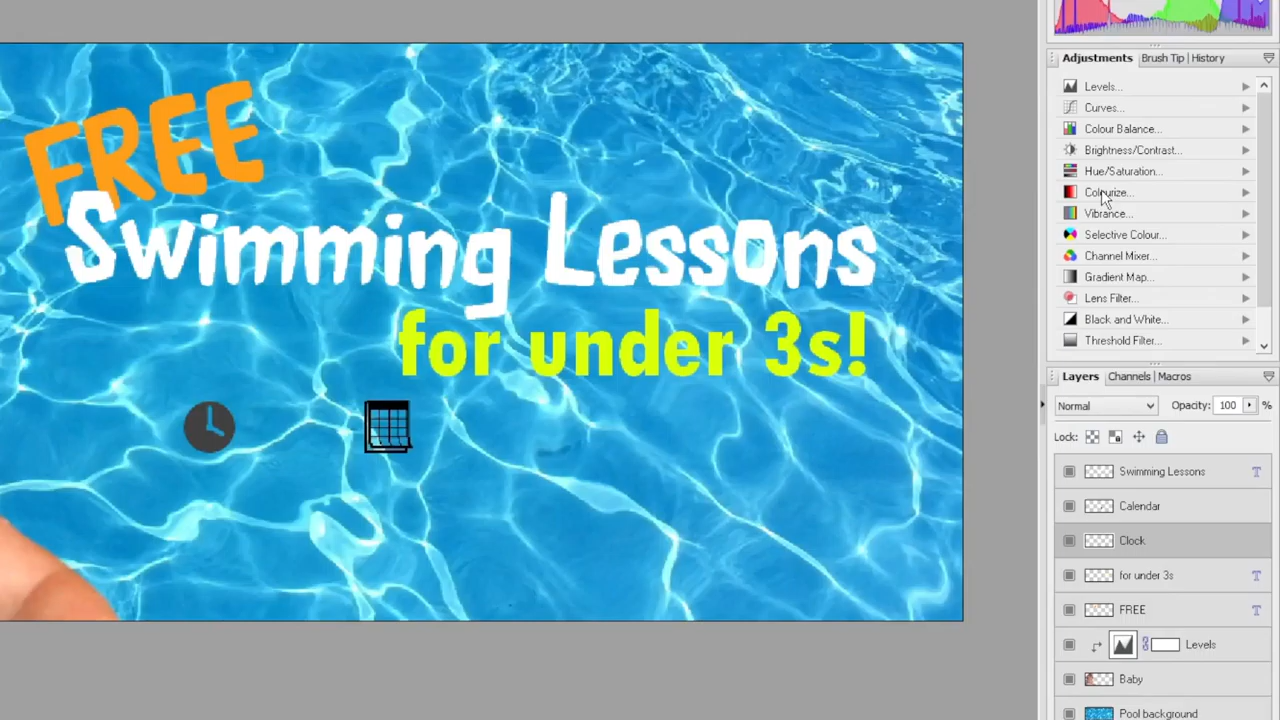 FREE
Swimming Lessons
for under 3s!
Adjustments
Brush Tip | History
Levels...
Curves...
Colour Balance...
Brightness/Contrast...
Hue/Saturation...
Colourize...
Vibrance...
Selective Colour...
Channel Mixer...
Gradient Map...
Lens Filter...
Black and White...
Threshold Filter...
Layers
Channels | Macros
Normal
Opacity: 100 %
Lock:
Swimming Lessons T
Calendar
Clock
for under 3s T
FREE T
Levels
Baby
Pool background